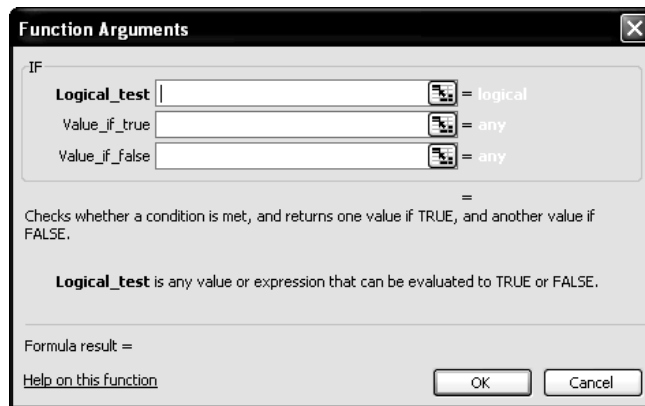 Function Arguments
IF
Logical_test = logical
Value_if_true = any
Value_if_false = any
=
Checks whether a condition is met, and returns one value if TRUE, and another value if
FALSE.
Logical_test is any value or expression that can be evaluated to TRUE or FALSE.
Formula result =
Help on this function
OK Cancel